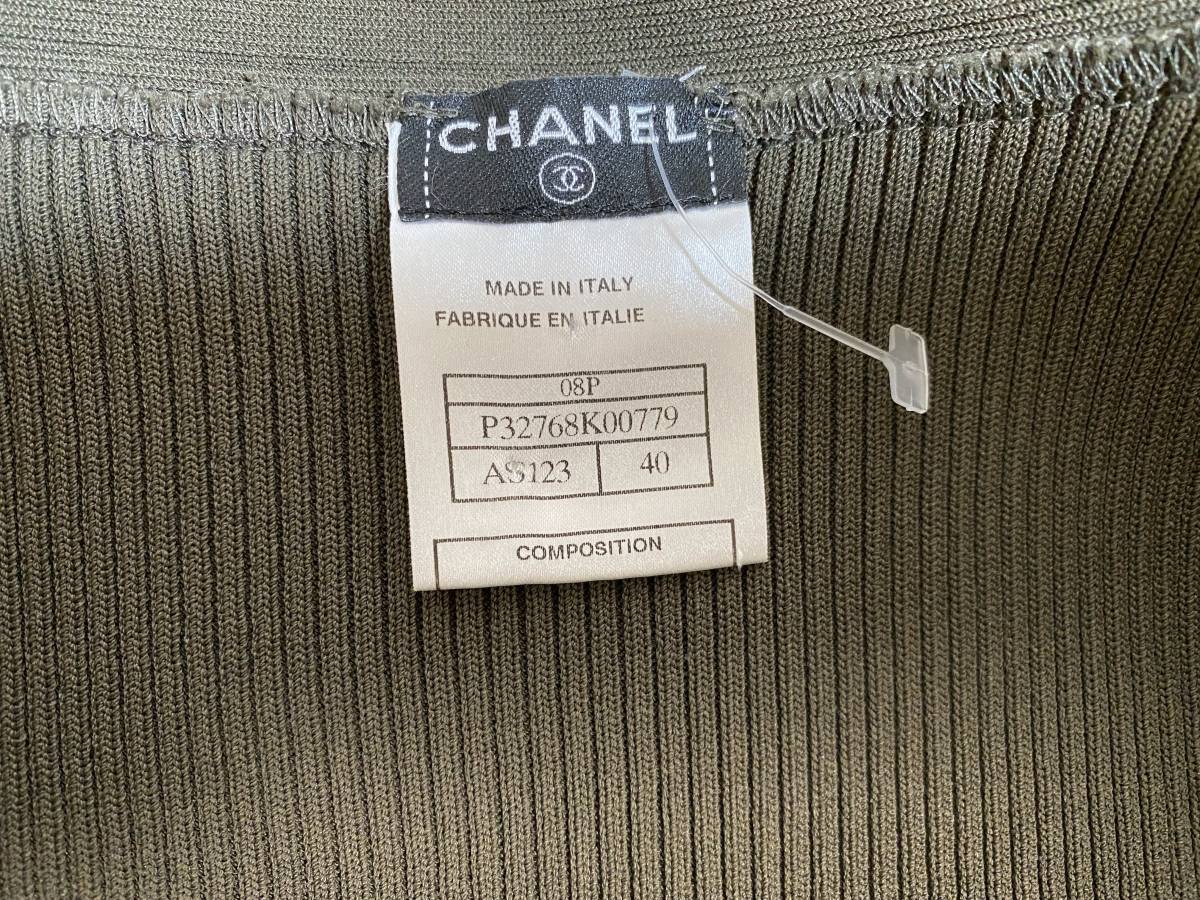 CHANEL
MADE IN ITALY
FABRIQUE EN ITALIE
08P
P32768K00779
AS123 40
COMPOSITION